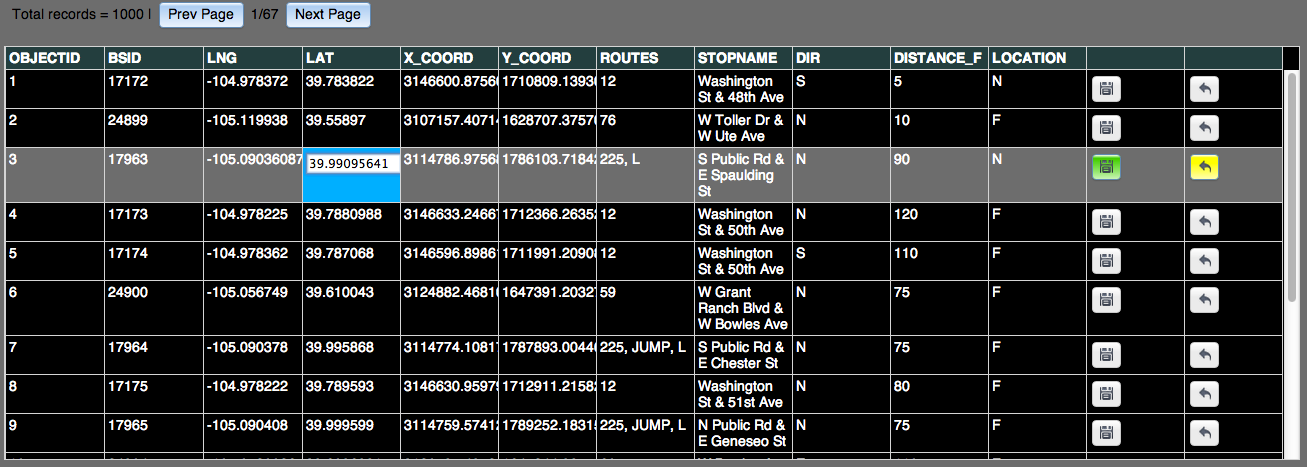 Total records = 1000 | Prev Page 1/67 Next Page
OBJECTID BSID LNG LAT X_COORD Y_COORD ROUTES STOPNAME DIR DISTANCE_F LOCATION
1 17172 -104.978372 39.783822 3146600.8756 1710809.1393 12 Washington S 5 N
St & 48th Ave
2 24899 -105.119938 39.55897 3107157.4071 1628707.3757 76 W Toller Dr & N 10 F
W Ute Ave
3 17963 -105.09036087 39.99095641 3114786.9756 1786103.7184 225, L S Public Rd & N 90 N
E Spaulding
St
4 17173 -104.978225 39.7880988 3146633.2466 1712366.2635 12 Washington N 120 F
St & 50th Ave
5 17174 -104.978362 39.787068 3146596.8986 1711991.2090 12 Washington S 110 F
St & 50th Ave
6 24900 -105.056749 39.610043 3124882.4681 1647391.2032 59 W Grant N 75 F
Ranch Blvd &
W Bowles Ave
7 17964 -105.090378 39.995868 3114774.1081 1787893.0044 225, JUMP, L S Public Rd & N 75 F
E Chester St
8 17175 -104.978222 39.789593 3146630.9597 1712911.2158 12 Washington N 80 F
St & 51st Ave
9 17965 -105.090408 39.999599 3114759.5741 1789252.1831 225, JUMP, L N Public Rd & N 75 F
E Geneseo St